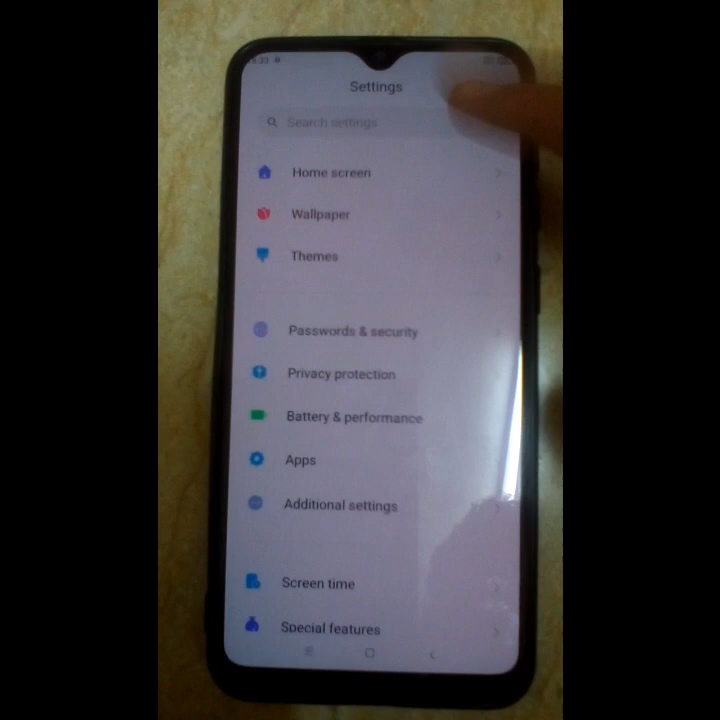 Settings
Search settings
Home screen
Wallpaper
Themes
Passwords & security
Privacy protection
Battery & performance
Apps
Additional settings
Screen time
Special features